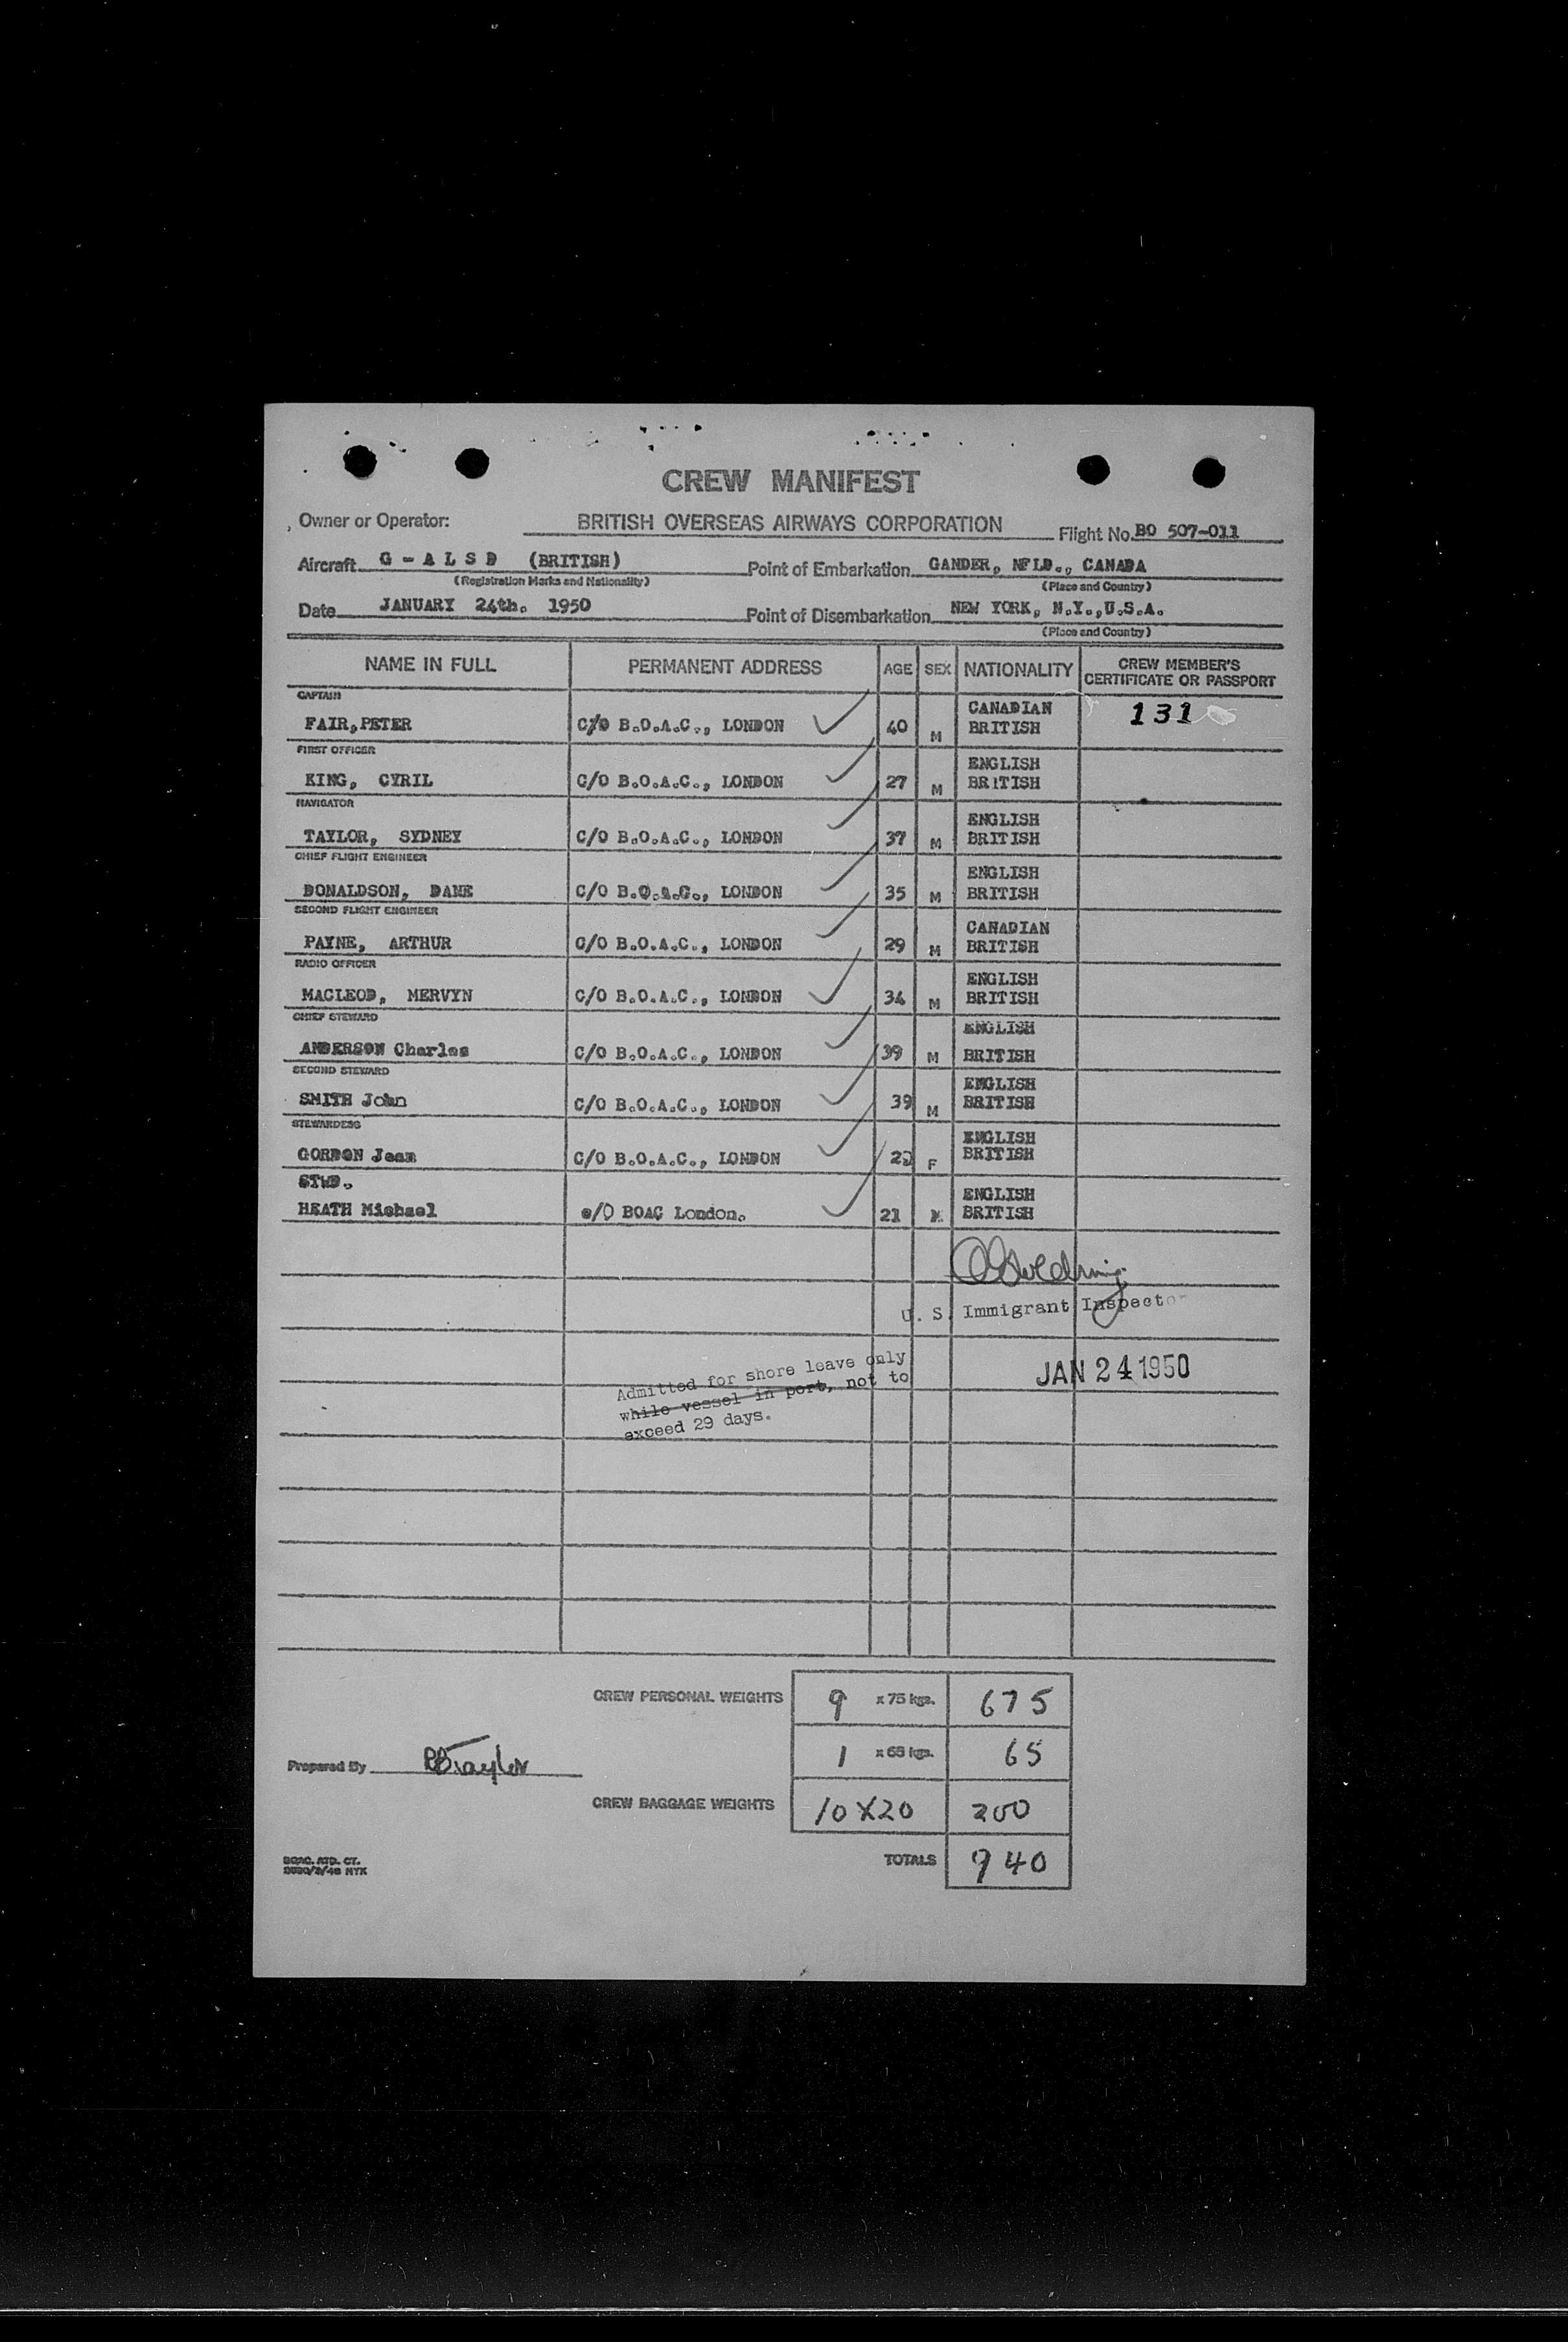 CREW MANIFEST
Owner or Operator: BRITISH OVERSEAS AIRWAYS CORPORATION Flight No. BO 507-011
Aircraft G - A L S D (BRITISH) Point of Embarkation GANDER, NFLD., CANADA
(Registration Marks and Nationality) (Place and Country)
Date JANUARY 24th. 1950 Point of Disembarkation NEW YORK, N.Y.,U.S.A.
(Place and Country)
NAME IN FULL PERMANENT ADDRESS AGE SEX NATIONALITY CREW MEMBER'S CERTIFICATE OR PASSPORT
CAPTAIN
FAIR,PETER C/O B.O.A.C., LONDON 40 M CANADIAN BRITISH 131
FIRST OFFICER
KING, CYRIL C/O B.O.A.C., LONDON 27 M ENGLISH BRITISH
NAVIGATOR
TAYLOR, SYDNEY C/O B.O.A.C., LONDON 37 M ENGLISH BRITISH
CHIEF FLIGHT ENGINEER
DONALDSON, DANE C/O B.O.A.C., LONDON 35 M ENGLISH BRITISH
SECOND FLIGHT ENGINEER
PAYNE, ARTHUR C/O B.O.A.C., LONDON 29 M CANADIAN BRITISH
RADIO OFFICER
MACLEOD, MERVYN C/O B.O.A.C., LONDON 34 M ENGLISH BRITISH
CHIEF STEWARD
ANDERSON Charles C/O B.O.A.C., LONDON 39 M ENGLISH BRITISH
SECOND STEWARD
SMITH John C/O B.O.A.C., LONDON 39 M ENGLISH BRITISH
STEWARDESS
GORDON Jean C/O B.O.A.C., LONDON F ENGLISH BRITISH
STWD.
HEATH Michael c/O BOAC London. 21 M ENGLISH BRITISH
U. S. Immigrant Inspector
Admitted for shore leave only
while vessel in port, not to
exceed 29 days.
JAN 24 1950
CREW PERSONAL WEIGHTS 9 x 75 kgs. 675
1 x 65 kgs. 65
Prepared By
CREW BAGGAGE WEIGHTS 10 X 20 200
TOTALS 940
BOAC. ATD. CT.